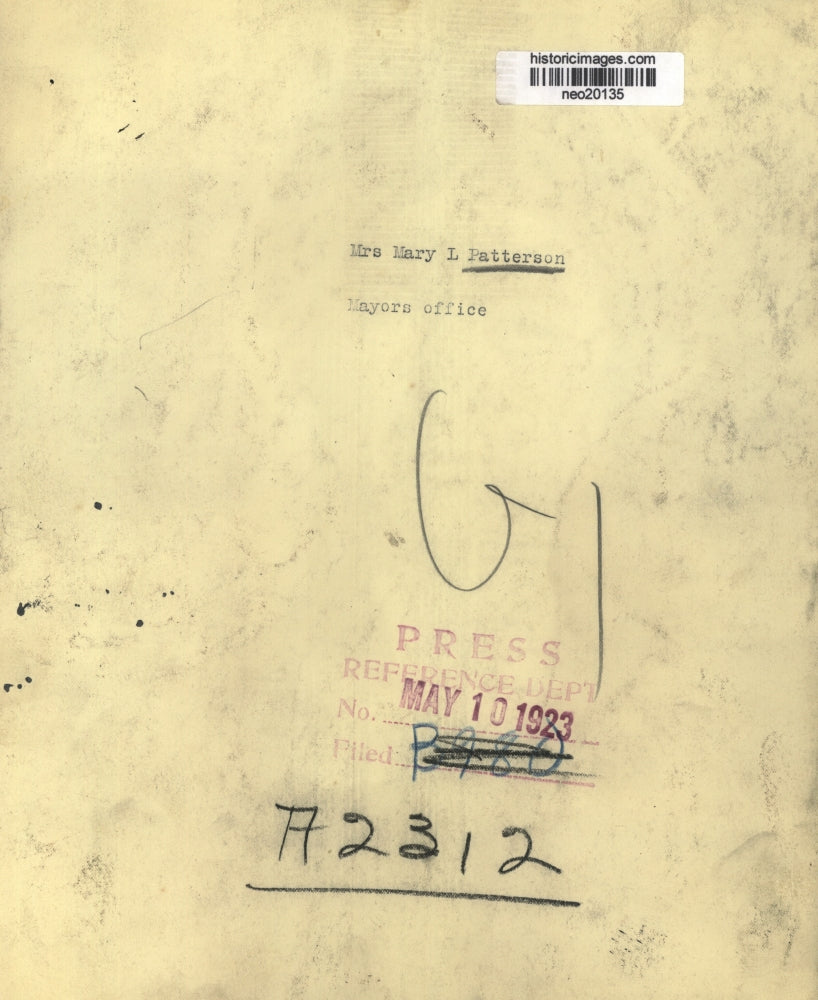 historicimages.com
neo20135
Mrs Mary L Patterson
Mayors office
PRESS
REFERENCE DEPT
No. MAY 10 1923
Filed
A2312